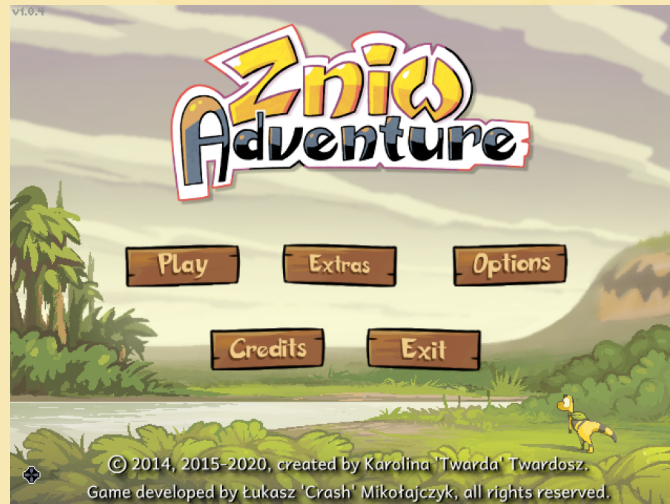 v1.0.4
Zniw
Adventure
Play
Extras
Options
Credits
Exit
© 2014, 2015-2020, created by Karolina 'Twarda' Twardosz.
Game developed by Łukasz 'Crash' Mikołajczyk, all rights reserved.